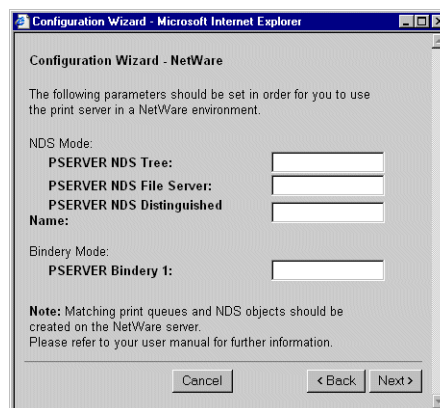 Configuration Wizard - Microsoft Internet Explorer
Configuration Wizard - NetWare
The following parameters should be set in order for you to use
the print server in a NetWare environment.
NDS Mode:
PSERVER NDS Tree:
PSERVER NDS File Server:
PSERVER NDS Distinguished
Name:
Bindery Mode:
PSERVER Bindery 1:
Note: Matching print queues and NDS objects should be
created on the NetWare server.
Please refer to your user manual for further information.
Cancel
< Back
Next >